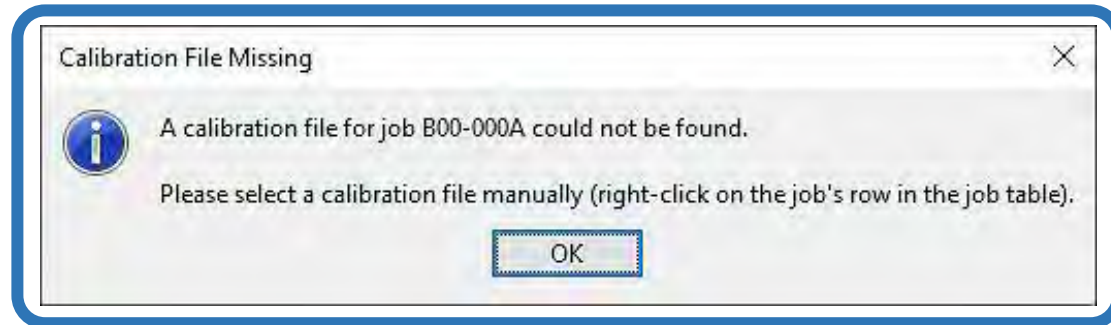 Calibration File Missing
A calibration file for job B00-000A could not be found.
Please select a calibration file manually (right-click on the job's row in the job table).
OK